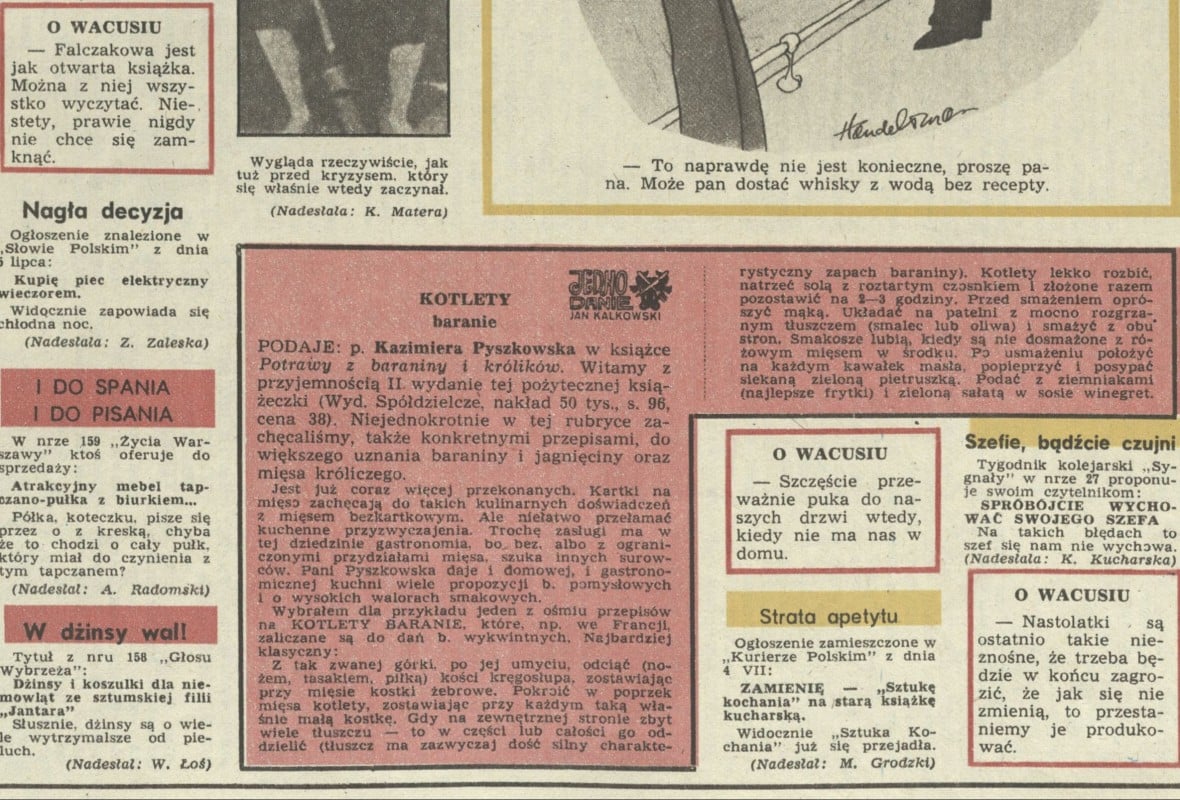 O WACUSIU
— Falczakowa jest
jak otwarta książka.
Można z niej wszy-
stko wyczytać. Nie-
stety, prawie nigdy
nie chce się zam-
knąć.
Nagła decyzja
Ogłoszenie znalezione w
„Słowie Polskim" z dnia
6 lipca:
Kupię piec elektryczny
wieczorem.
Widocznie zapowiada się
chłodna noc.
(Nadesłała: Z. Zaleska)
I DO SPANIA
I DO PISANIA
W nrze 159 „Życia War-
szawy" ktoś oferuje do
sprzedaży:
Atrakcyjny mebel tap-
czano-pułka z biurkiem...
Półka, koteczku, pisze się
przez o z kreską, chyba
że to chodzi o cały pułk,
który miał do czynienia z
tym tapczanem?
(Nadesłał: A. Radomski)
W dżinsy wal!
Tytuł z nru 158 „Głosu
Wybrzeża":
Dżinsy i koszulki dla nie-
mowląt ze sztumskiej filii
„Jantara"
Słusznie, dżinsy są o wie-
le wytrzymalsze od pie-
luch.
(Nadesłał: W. Łoś)
Wygląda rzeczywiście, jak
tuż przed kryzysem. który
się właśnie wtedy zaczynał.
(Nadesłała: K. Matera)
Handelsman
— To naprawdę nie jest konieczne, proszę pa-
na. Może pan dostać whisky z wodą bez recepty.
JEDNO
DANIE
JAN KALKOWSKI
KOTLETY
baranie
PODAJE: p. Kazimiera Pyszkowska w książce
Potrawy z baraniny i królików. Witamy z
przyjemnością II wydanie tej pożytecznej ksią-
żeczki (Wyd. Spółdzielcze, nakład 50 tys., s. 96,
cena 38). Niejednokrotnie w tej rubryce za-
chęcaliśmy, także konkretnymi przepisami, do
większego uznania baraniny i jagnięciny oraz
mięsa króliczego.
Jest już coraz więcej przekonanych. Kartki na
mięso zachęcają do takich kulinarnych doświadczeń
z mięsem bezkartkowym. Ale niełatwo przełamać
kuchenne przyzwyczajenia. Trochę zasługi ma w
tej dziedzinie gastronomia, bo bez, albo z ograni-
czonymi przydziałami mięsa, szuka innych surow-
ców. Pani Pyszkowska daje i domowej, i gastrono-
micznej kuchni wiele propozycji b. pomysłowych
i o wysokich walorach smakowych.
Wybrałem dla przykładu jeden z ośmiu przepisów
na KOTLETY BARANIE, które, np. we Francji,
zaliczane są do dań b. wykwintnych. Najbardziej
klasyczny:
Z tak zwanej górki, po jej umyciu, odciąć (no-
żem, tasakiem, piłką) kości kręgosłupa, zostawiając
przy mięsie kostki żebrowe. Pokroić w poprzek
mięsa kotlety, zostawiając przy każdym taką wła-
śnie małą kostkę. Gdy na zewnętrznej stronie zbyt
wiele tłuszczu — to w części lub całości go od-
dzielić (tłuszcz ma zazwyczaj dość silny charakte-
rystyczny zapach baraniny). Kotlety lekko rozbić,
natrzeć solą z roztartym czosnkiem i złożone razem
pozostawić na 2—3 godziny. Przed smażeniem opró-
szyć mąką. Układać na patelni z mocno rozgrza-
nym tłuszczem (smalec lub oliwa) i smażyć z obu
stron. Smakosze lubią, kiedy są nie dosmażone z ró-
żowym mięsem w środku. Po usmażeniu położyć
na każdym kawałek masła, popieprzyć i posypać
siekaną zieloną pietruszką. Podać z ziemniakami
(najlepsze frytki) i zieloną sałatą w sosie winegret.
O WACUSIU
— Szczęście prze-
ważnie puka do na-
szych drzwi wtedy,
kiedy nie ma nas w
domu.
Strata apetytu
Ogłoszenie zamieszczone w
„Kurierze Polskim" z dnia
4 VII:
ZAMIENIĘ — „Sztukę
kochania" na starą książkę
kucharską.
Widocznie „Sztuka Ko-
chania" już się przejadła.
(Nadesłał: M. Grodzki)
Szefie, bądźcie czujni
Tygodnik kolejarski „Sy-
gnały" w nrze 27 proponu-
je swoim czytelnikom:
SPRÓBÓJCIE WYCHO-
WAĆ SWOJEGO SZEFA
Na takich błędach to
szef się nam nie wychowa.
(Nadesłała: K. Kucharska)
O WACUSIU
— Nastolatki są
ostatnio takie nie-
znośne, że trzeba bę-
dzie w końcu zagro-
zić, że jak się nie
zmienią, to przesta-
niemy je produko-
wać.